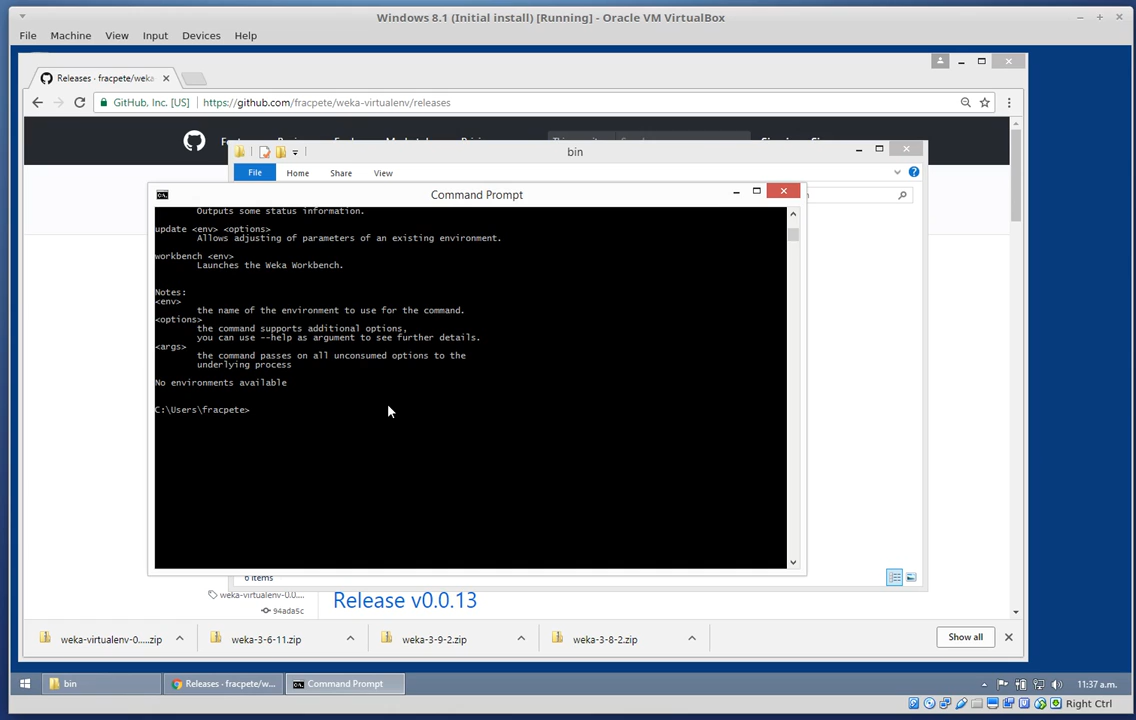 Windows 8.1 (Initial install) [Running] - Oracle VM VirtualBox
File Machine View Input Devices Help
Releases · fracpete/weka
GitHub, Inc. [US] https://github.com/fracpete/weka-virtualenv/releases
bin
File Home Share View
Command Prompt
Outputs some status information.
update <env> <options>
Allows adjusting of parameters of an existing environment.
workbench <env>
Launches the Weka Workbench.
Notes:
<env>
the name of the environment to use for the command.
<options>
the command supports additional options,
you can use --help as argument to see further details.
<args>
the command passes on all unconsumed options to the
underlying process
No environments available
C:\Users\fracpete>
6 items
weka-virtualenv-0.0....
Release v0.0.13
94ada5c
weka-virtualenv-0.....zip weka-3-6-11.zip weka-3-9-2.zip weka-3-8-2.zip Show all
bin Releases · fracpete/w... Command Prompt 11:37 a.m.
Right Ctrl